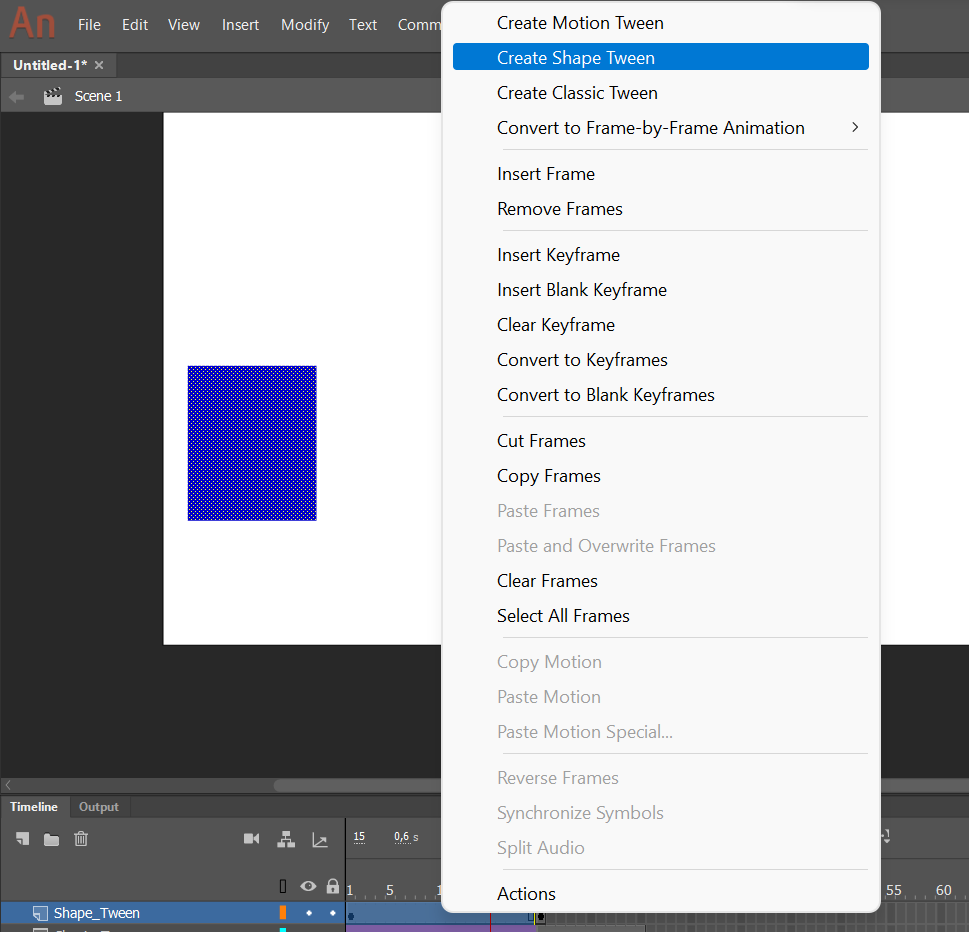 An File Edit View Insert Modify Text Comm
Untitled-1* ×
Scene 1
Create Motion Tween
Create Shape Tween
Create Classic Tween
Convert to Frame-by-Frame Animation
Insert Frame
Remove Frames
Insert Keyframe
Insert Blank Keyframe
Clear Keyframe
Convert to Keyframes
Convert to Blank Keyframes
Cut Frames
Copy Frames
Paste Frames
Paste and Overwrite Frames
Clear Frames
Select All Frames
Copy Motion
Paste Motion
Paste Motion Special...
Reverse Frames
Synchronize Symbols
Split Audio
Actions
Timeline Output
15 0,6 s
1 5 1 55 60
Shape_Tween